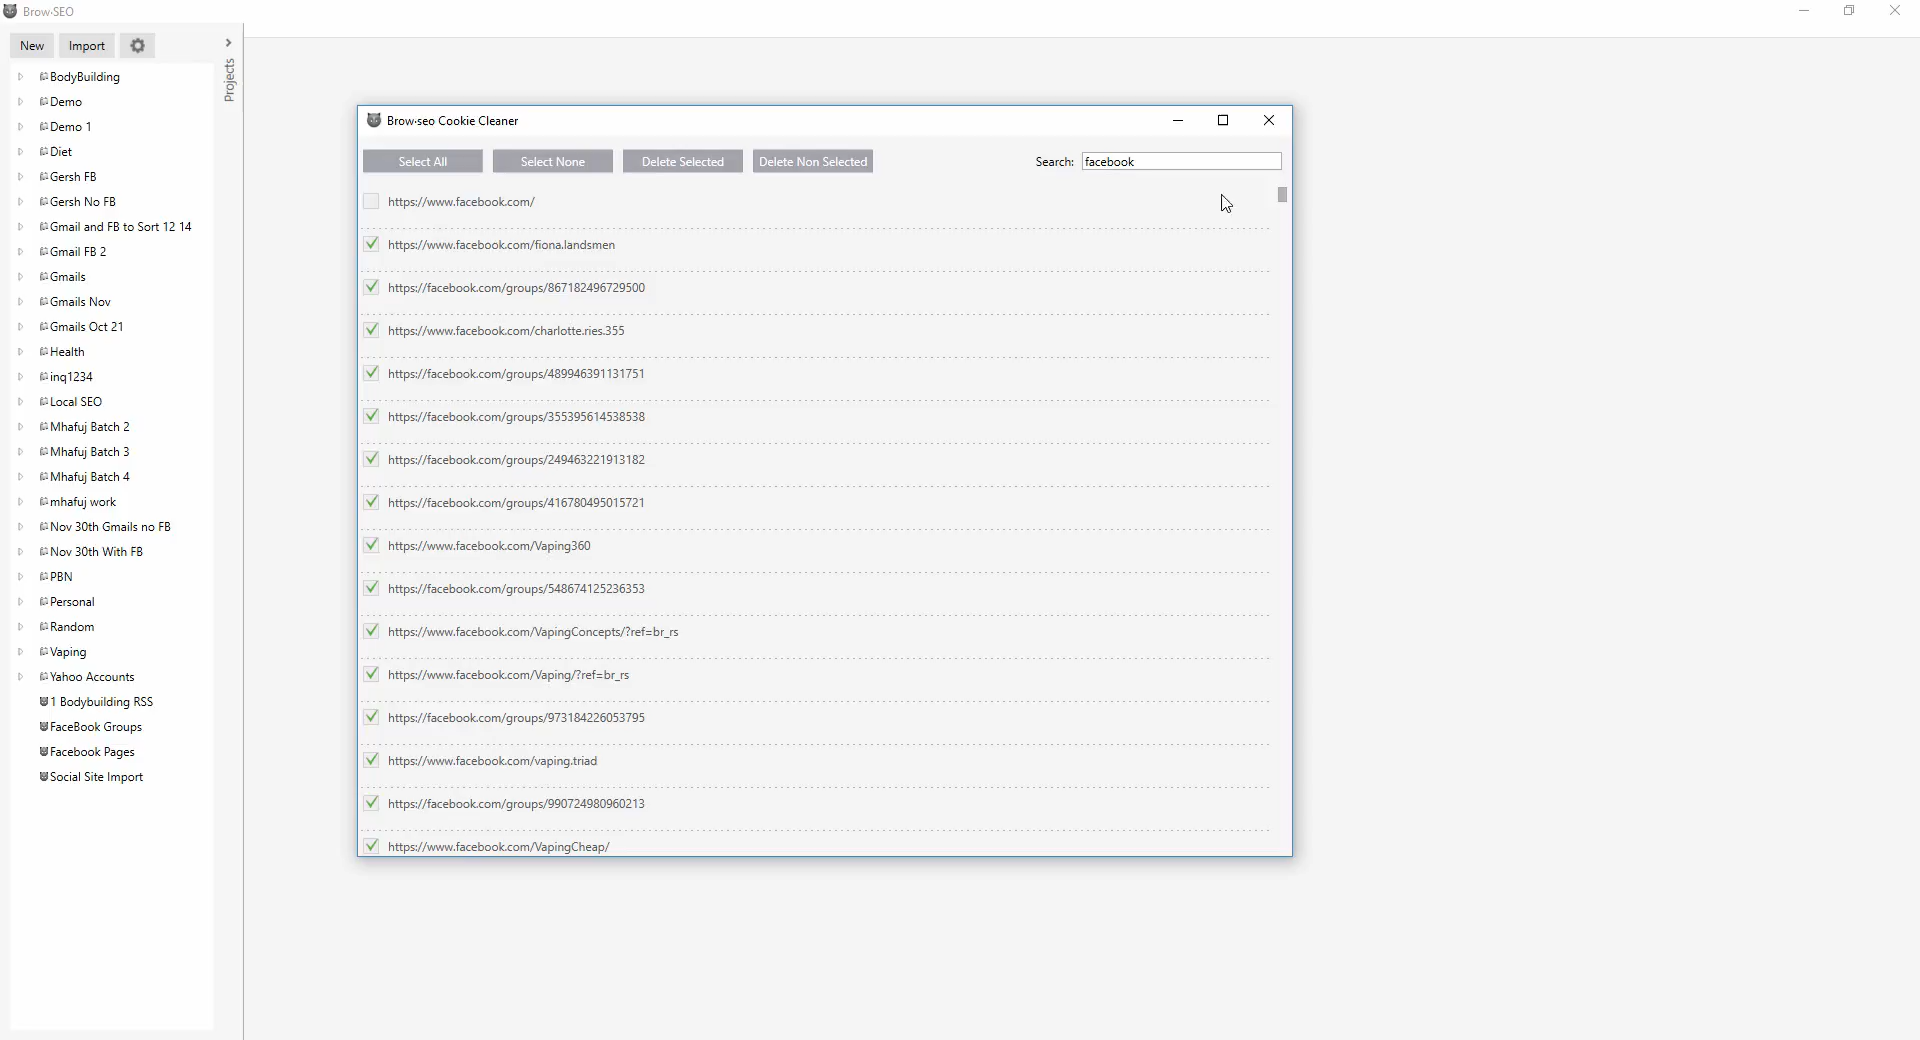 Brow·SEO
New Import
Projects
BodyBuilding
Demo
Demo 1
Diet
Gersh FB
Gersh No FB
Gmail and FB to Sort 12 14
Gmail FB 2
Gmails
Gmails Nov
Gmails Oct 21
Health
inq1234
Local SEO
Mhafuj Batch 2
Mhafuj Batch 3
Mhafuj Batch 4
mhafuj work
Nov 30th Gmails no FB
Nov 30th With FB
PBN
Personal
Random
Vaping
Yahoo Accounts
1 Bodybuilding RSS
FaceBook Groups
Facebook Pages
Social Site Import
Brow·seo Cookie Cleaner
Select All Select None Delete Selected Delete Non Selected Search: facebook
https://www.facebook.com/
https://www.facebook.com/fiona.landsmen
https://facebook.com/groups/867182496729500
https://www.facebook.com/charlotte.ries.355
https://facebook.com/groups/489946391131751
https://facebook.com/groups/355395614538538
https://facebook.com/groups/249463221913182
https://facebook.com/groups/416780495015721
https://www.facebook.com/Vaping360
https://facebook.com/groups/548674125236353
https://www.facebook.com/VapingConcepts/?ref=br_rs
https://www.facebook.com/Vaping/?ref=br_rs
https://facebook.com/groups/973184226053795
https://www.facebook.com/vaping.triad
https://facebook.com/groups/990724980960213
https://www.facebook.com/VapingCheap/